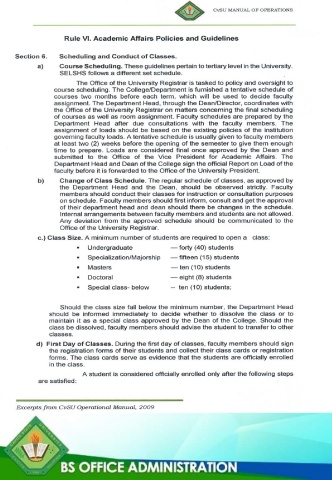 CvSU MANUAL OF OPERATIONS
Rule VI. Academic Affairs Policies and Guidelines
Section 6. Scheduling and Conduct of Classes.
a) Course Scheduling. These guidelines pertain to tertiary level in the University.
SELSHS follows a different set schedule.
The Office of the University Registrar is tasked to policy and oversight to
course scheduling. The College/Department is furnished a tentative schedule of
courses two months before each term, which will be used to decide faculty
assignment. The Department Head, through the Dean/Director, coordinates with
the Office of the University Registrar on matters concerning the final scheduling
of courses as well as room assignment. Faculty schedules are prepared by the
Department Head after due consultations with the faculty members. The
assignment of loads should be based on the existing policies of the institution
governing faculty loads. A tentative schedule is usually given to faculty members
at least two (2) weeks before the opening of the semester to give them enough
time to prepare. Loads are considered final once approved by the Dean and
submitted to the Office of the Vice President for Academic Affairs. The
Department Head and Dean of the College sign the official Report on Load of the
faculty before it is forwarded to the Office of the University President.
b) Change of Class Schedule. The regular schedule of classes, as approved by
the Department Head and the Dean, should be observed strictly. Faculty
members should conduct their classes for instruction or consultation purposes
on schedule. Faculty members should first inform, consult and get the approval
of their department head and dean should there be changes in the schedule.
Internal arrangements between faculty members and students are not allowed.
Any deviation from the approved schedule should be communicated to the
Office of the University Registrar.
c.) Class Size. A minimum number of students are required to open a class:
• Undergraduate — forty (40) students
• Specialization/Majorship — fifteen (15) students
• Masters — ten (10) students
• Doctoral — eight (8) students
• Special class- below — ten (10) students;
Should the class size fall below the minimum number, the Department Head
should be informed immediately to decide whether to dissolve the class or to
maintain it as a special class approved by the Dean of the College. Should the
class be dissolved, faculty members should advise the student to transfer to other
classes.
d) First Day of Classes. During the first day of classes, faculty members should sign
the registration forms of their students and collect their class cards or registration
forms. The class cards serve as evidence that the students are officially enrolled
in the class.
A student is considered officially enrolled only after the following steps
are satisfied:
Excerpts from CvSU Operational Manual, 2009
BS OFFICE ADMINISTRATION